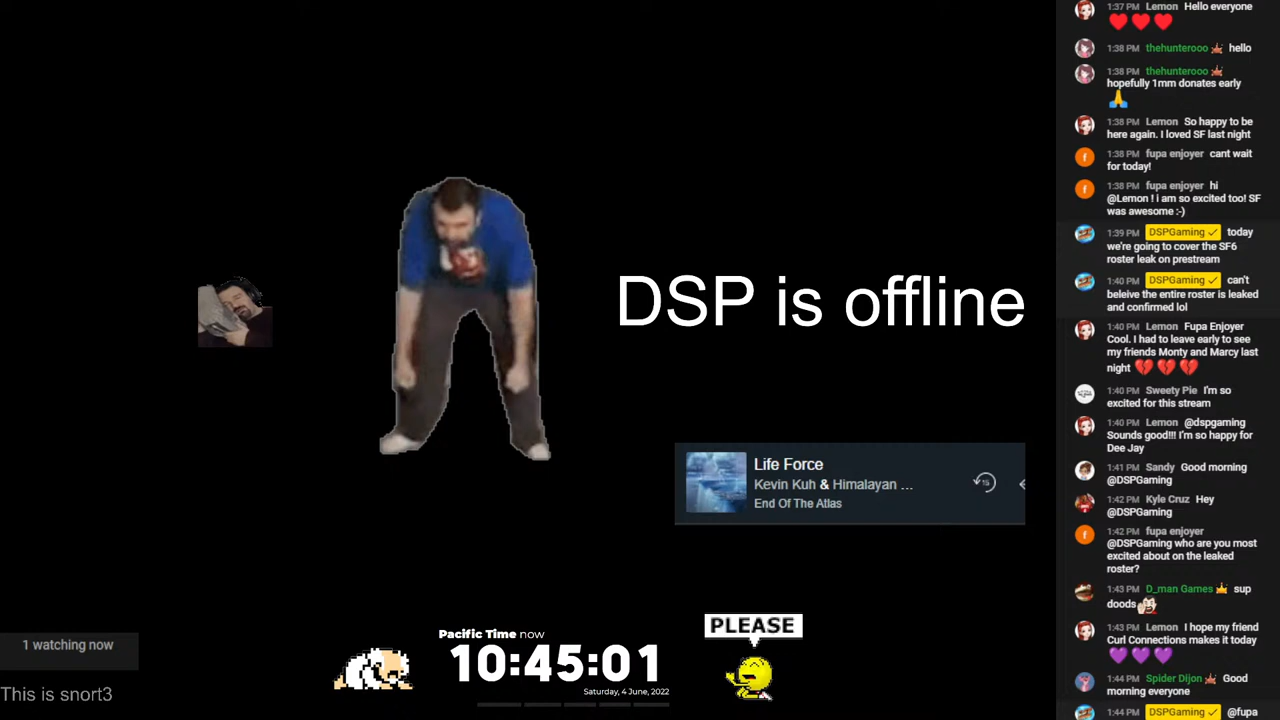 DSP is offline
Life Force
Kevin Kuh & Himalayan ...
End Of The Atlas
15
1 watching now
This is snort3
Pacific Time now
10:45:01
Saturday, 4 June, 2022
PLEASE
1:37 PM Lemon Hello everyone
1:38 PM thehunterooo hello
1:38 PM thehunterooo
hopefully 1mm donates early
1:38 PM Lemon So happy to be
here again. I loved SF last night
f 1:38 PM fupa enjoyer cant wait
for today!
f 1:38 PM fupa enjoyer hi
@Lemon ! i am so excited too! SF
was awesome :-)
1:39 PM DSPGaming ✓ today
we're going to cover the SF6
roster leak on prestream
1:40 PM DSPGaming ✓ can't
beleive the entire roster is leaked
and confirmed lol
1:40 PM Lemon Fupa Enjoyer
Cool. I had to leave early to see
my friends Monty and Marcy last
night
1:40 PM Sweety Pie I'm so
excited for this stream
1:40 PM Lemon @dspgaming
Sounds good!!! I'm so happy for
Dee Jay
1:41 PM Sandy Good morning
@DSPGaming
1:42 PM Kyle Cruz Hey
@DSPGaming
f 1:42 PM fupa enjoyer
@DSPGaming who are you most
excited about on the leaked
roster?
1:43 PM D_man Games sup
doods
1:43 PM Lemon I hope my friend
Curl Connections makes it today
1:44 PM Spider Dijon Good
morning everyone
1:44 PM DSPGaming ✓ @fupa